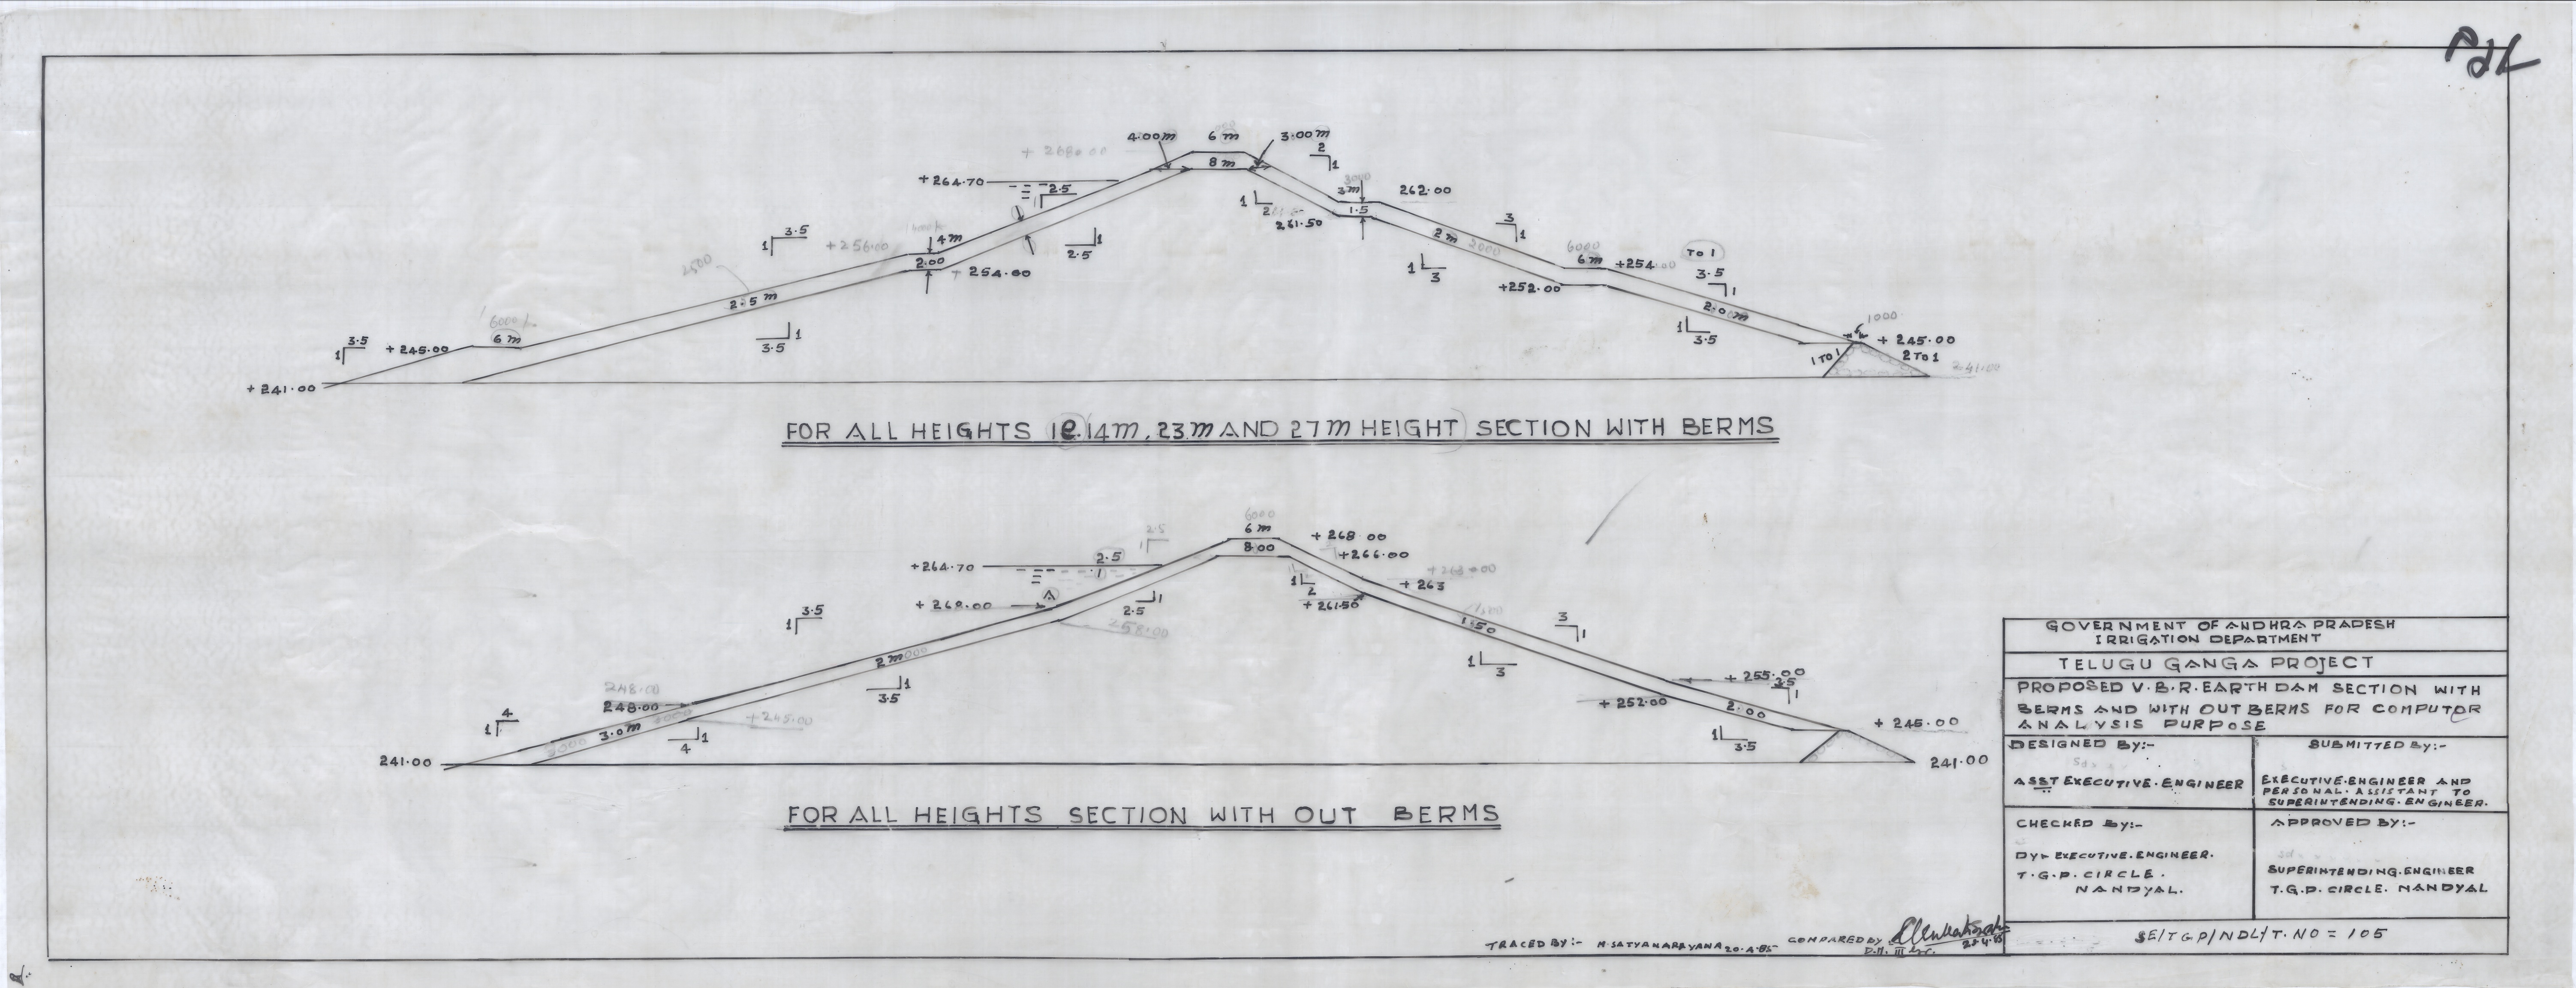 PdL
4.00m 6 m 3.00m
+ 268.00 8 m 2 1
+264.70 2.5 3000 3m 262.00
1 2 1.5
261.50
3.5 1 +256.00 4m 3 1
2.5 1 2 m 2000 6000 TO 1
2.00 + 254.00 1 3 6 m +254.00 3.5 1
2500 +252.00
2.5 m 2.00m
6000 1000
3.5 1 +245.00 6 m 3.5 1 1 3.5 + 245.00
1 TO 1 2 TO 1
+241.00 241.00
FOR ALL HEIGHTS ie 14m, 23m AND 27m HEIGHT SECTION WITH BERMS
6000
2.5 1 6 m + 268.00
2.5 1 8.00 +266.00
+264.70 +263.00
1 2 + 263
+260.00 A +261.50
3.5 1 2.5 1 258.00 1.50 3 1
2 m 1 3
248.00 3.5 1 + 255.00
248.00 3.5 1
+252.00 2.00
4 1 3000 3.0m +245.00 + 245.00
4 1 1 3.5
241.00 241.00
FOR ALL HEIGHTS SECTION WITH OUT BERMS
GOVERNMENT OF ANDHRA PRADESH
IRRIGATION DEPARTMENT
TELUGU GANGA PROJECT
PROPOSED V.B.R.EARTH DAM SECTION WITH
BERMS AND WITH OUT BERMS FOR COMPUTOR
ANALYSIS PURPOSE
DESIGNED By:- SUBMITTED By:-
ASST EXECUTIVE.ENGINEER
EXECUTIVE.ENGINEER AND
PERSONAL.ASSISTANT TO
SUPERINTENDING.ENGINEER.
CHECKED By:- APPROVED BY:-
DY. EXECUTIVE.ENGINEER.
T.G.P. CIRCLE.
NANDYAL.
SUPERINTENDING.ENGINEER
T.G.P. CIRCLE. NANDYAL
SE/TGP/NDL/T.NO = 105
TRACED BY:- M.SATYANARAYANA 20-4-85 COMPARED BY